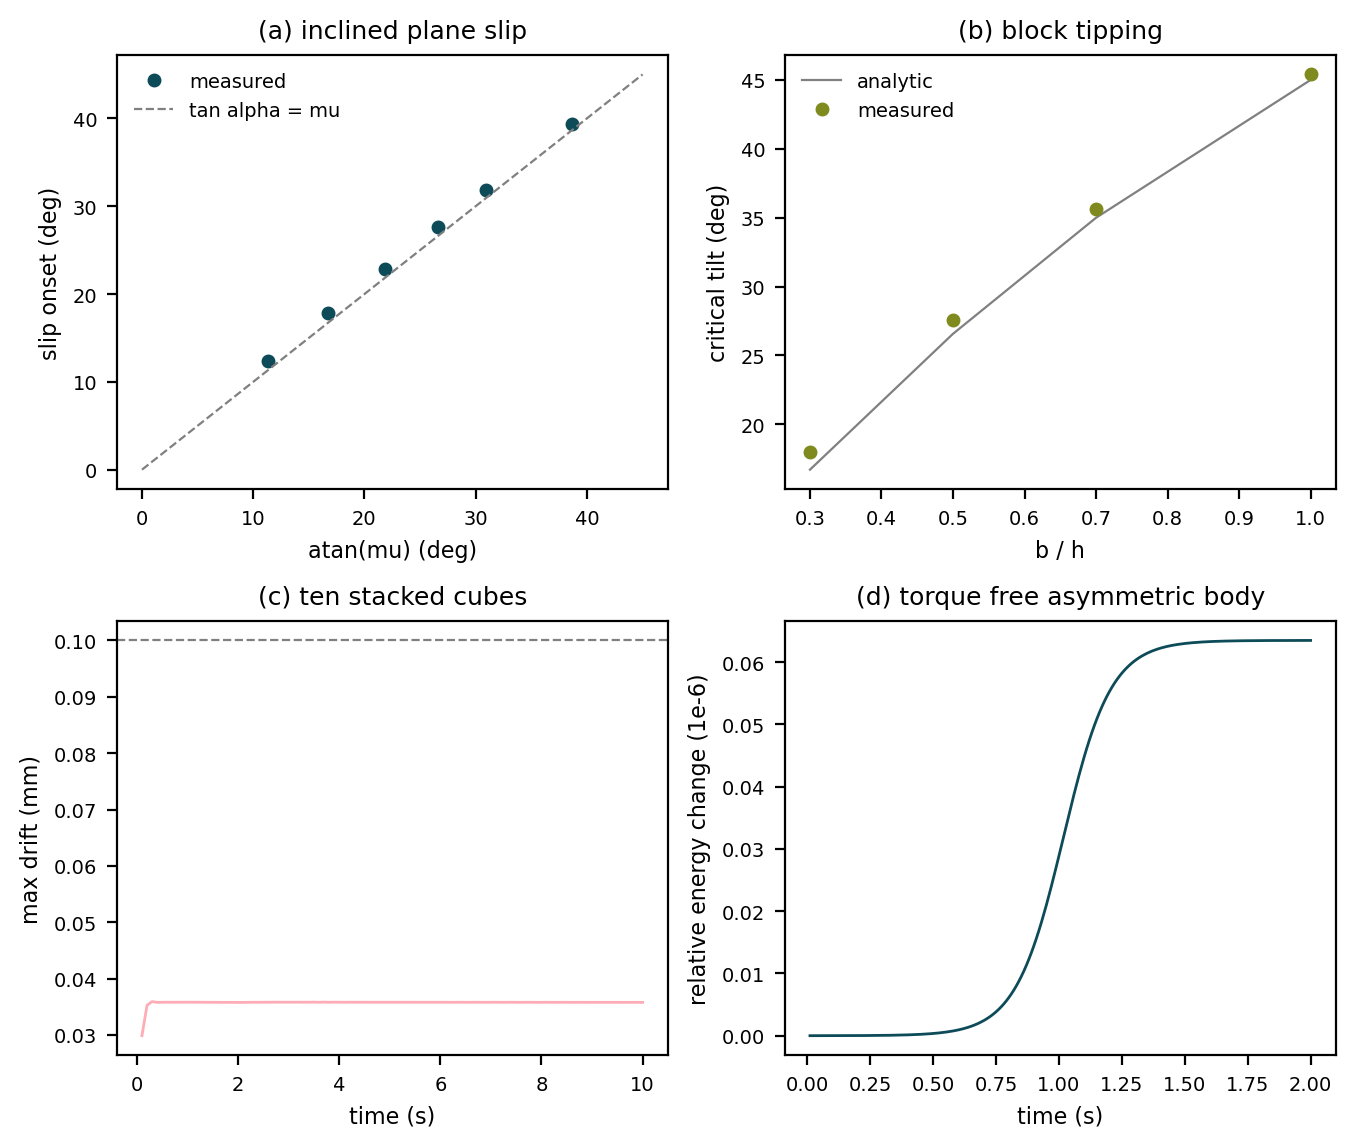 (a) inclined plane slip
measured
tan alpha = mu
slip onset (deg)
40
30
20
10
0
0 10 20 30 40
atan(mu) (deg)
(b) block tipping
analytic
measured
critical tilt (deg)
45
40
35
30
25
20
0.3 0.4 0.5 0.6 0.7 0.8 0.9 1.0
b / h
(c) ten stacked cubes
max drift (mm)
0.10
0.09
0.08
0.07
0.06
0.05
0.04
0.03
0 2 4 6 8 10
time (s)
(d) torque free asymmetric body
relative energy change (1e-6)
0.06
0.05
0.04
0.03
0.02
0.01
0.00
0.00 0.25 0.50 0.75 1.00 1.25 1.50 1.75 2.00
time (s)